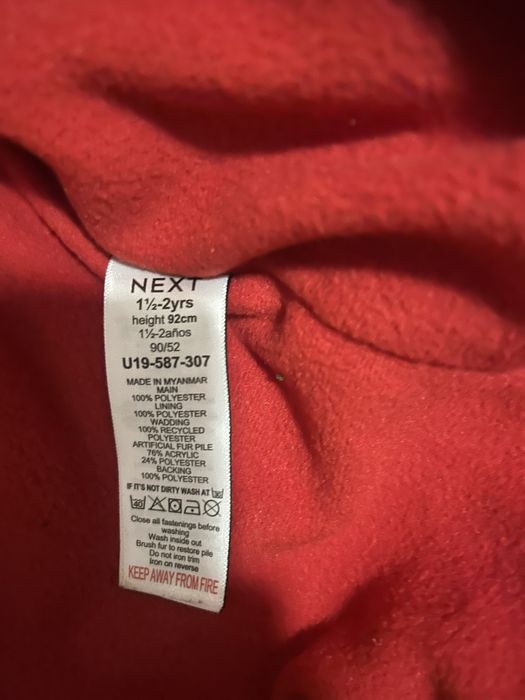 NEXT
1½-2yrs
height 92cm
1½-2años
90/52
U19-587-307
MADE IN MYANMAR
MAIN
100% POLYESTER
LINING
100% POLYESTER
WADDING
100% RECYCLED
POLYESTER
ARTIFICIAL FUR PILE
76% ACRYLIC
24% POLYESTER
BACKING
100% POLYESTER
IF IT'S NOT DIRTY WASH AT
40
Close all fastenings before
washing
Wash inside out
Brush fur to restore pile
Do not iron trim
Iron on reverse
KEEP AWAY FROM FIRE